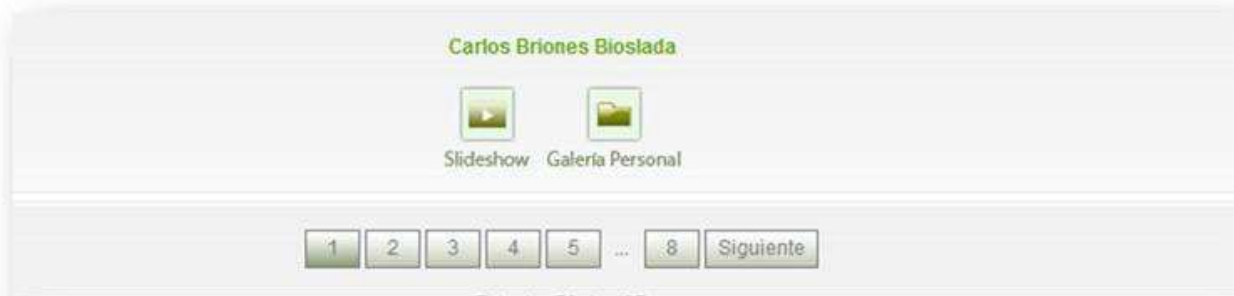 Carlos Briones Bioslada
Slideshow Galería Personal
1 2 3 4 5 ... 8 Siguiente